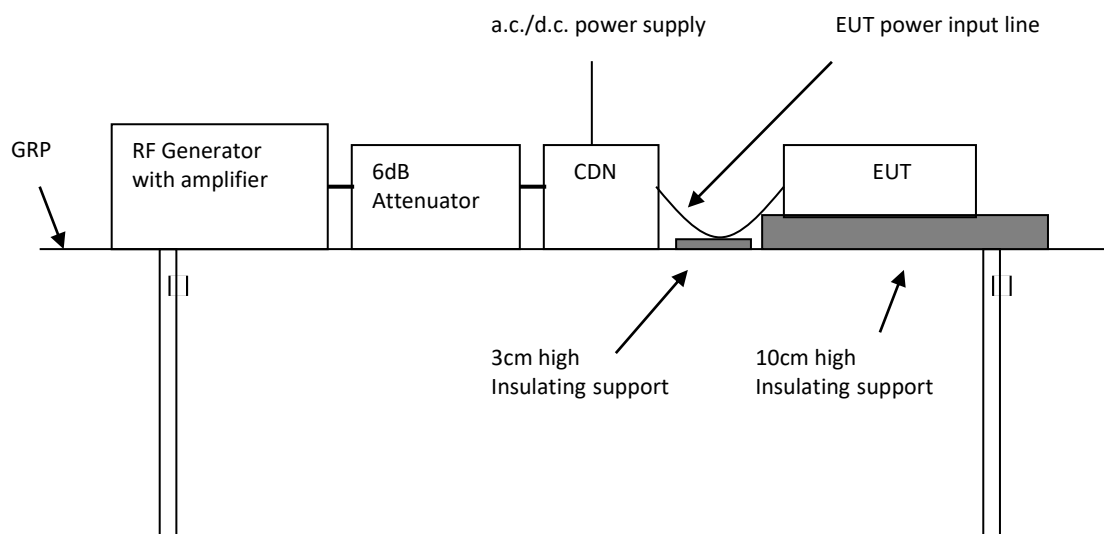 a.c./d.c. power supply
EUT power input line
GRP
RF Generator
with amplifier
6dB
Attenuator
CDN
EUT
3cm high
Insulating support
10cm high
Insulating support